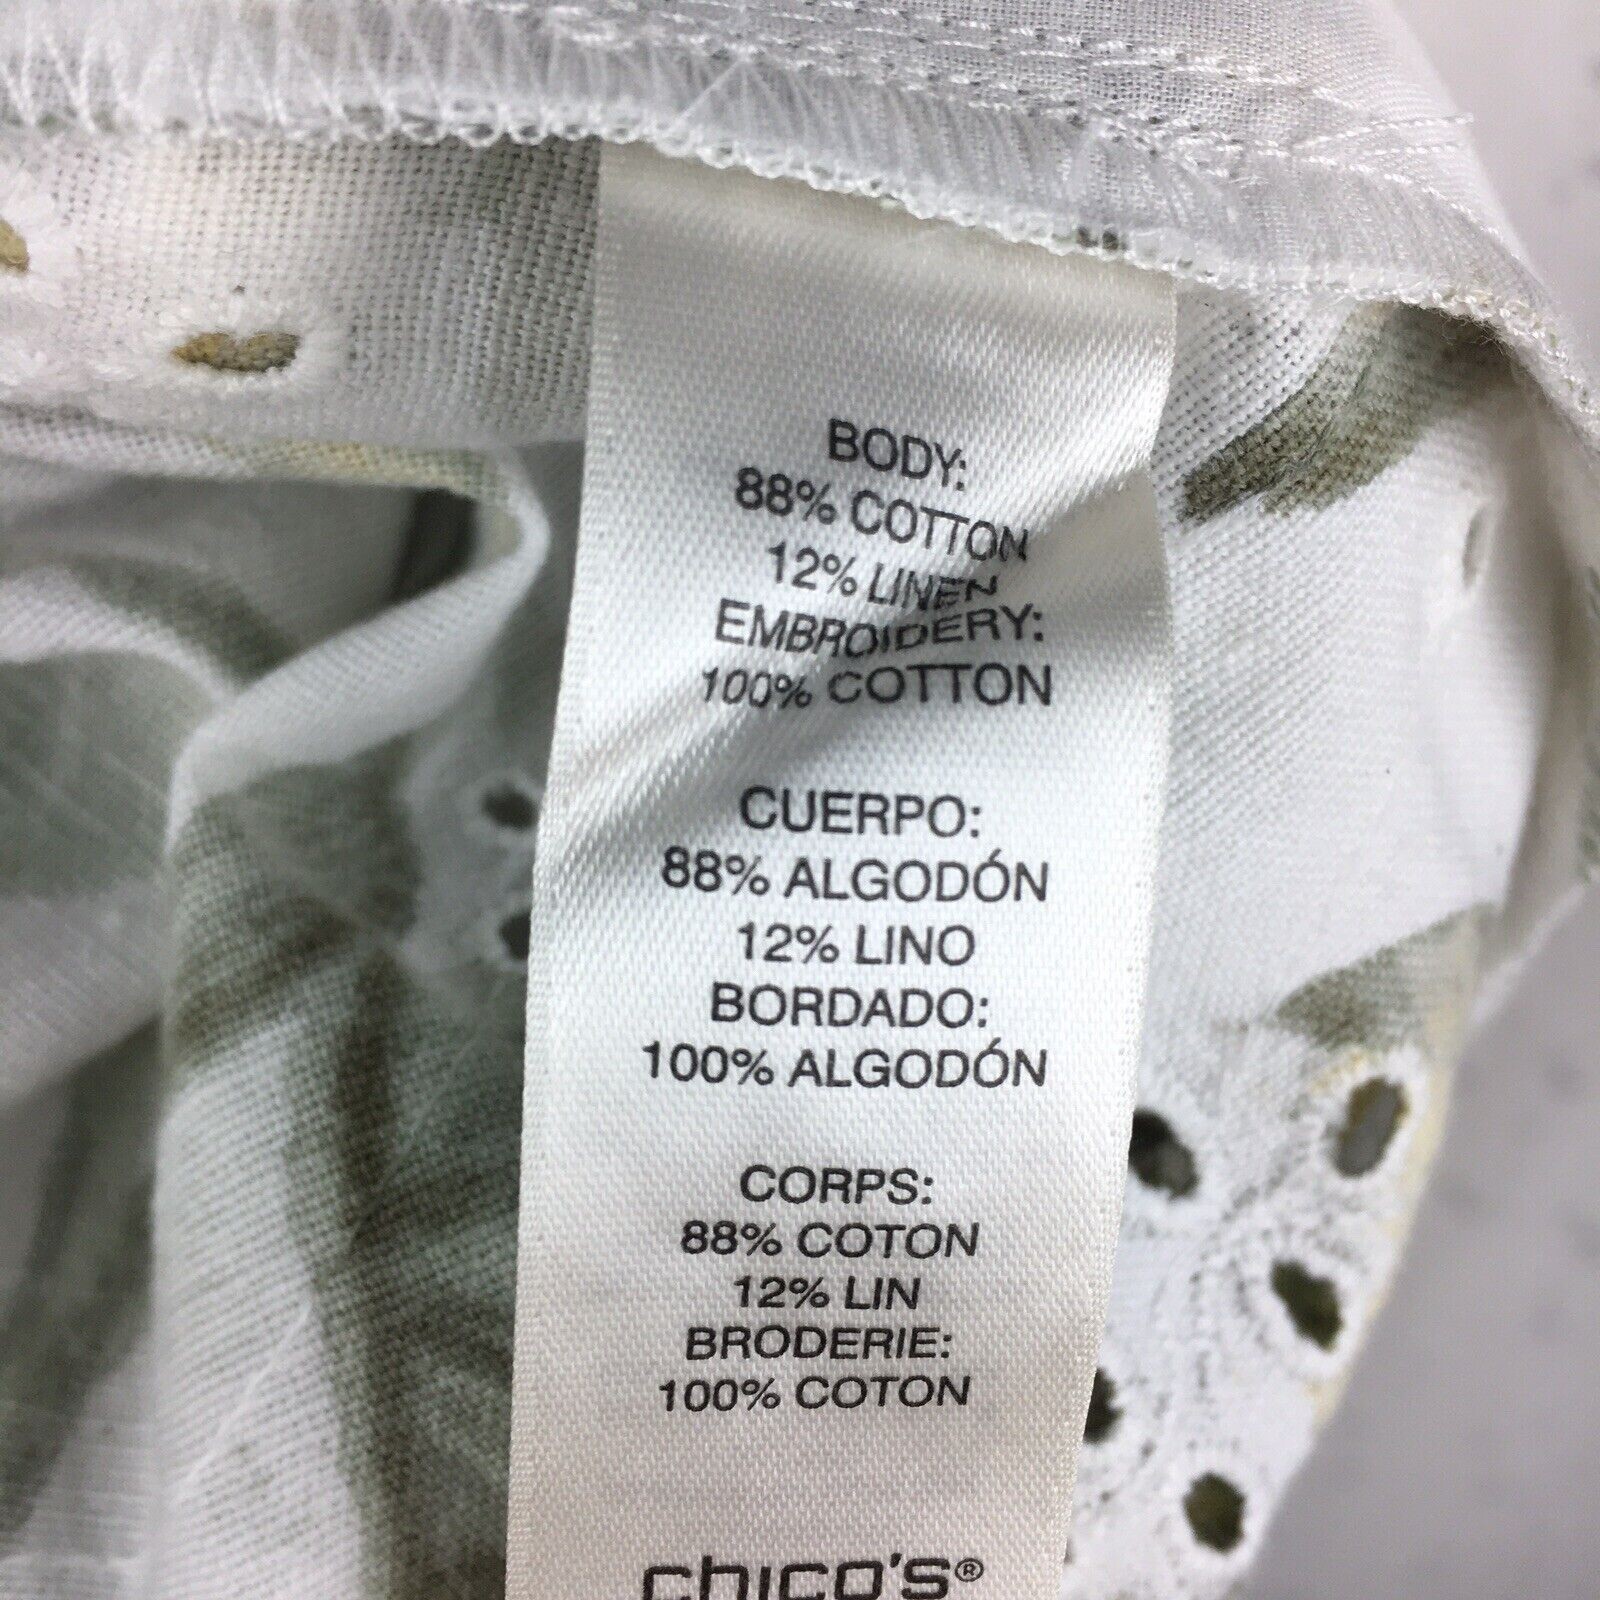 BODY:
88% COTTON
12% LINEN
EMBROIDERY:
100% COTTON
CUERPO:
88% ALGODÓN
12% LINO
BORDADO:
100% ALGODÓN
CORPS:
88% COTON
12% LIN
BRODERIE:
100% COTON
chico's®